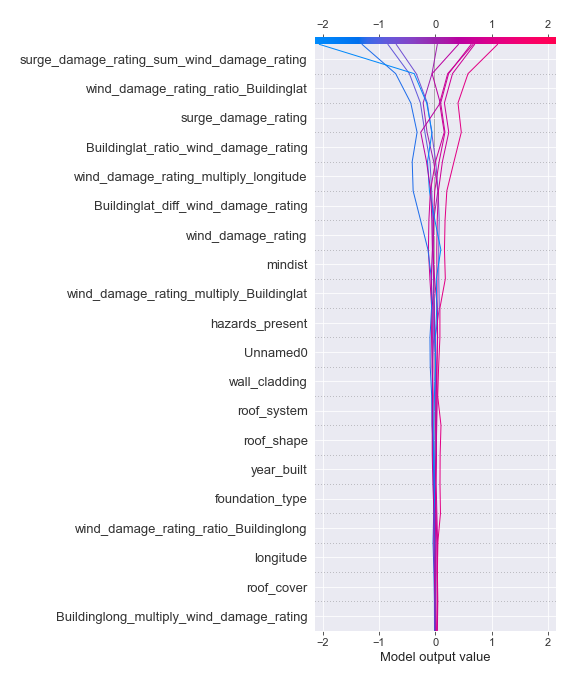 −2 −1 0 1 2
surge_damage_rating_sum_wind_damage_rating
wind_damage_rating_ratio_Buildinglat
surge_damage_rating
Buildinglat_ratio_wind_damage_rating
wind_damage_rating_multiply_longitude
Buildinglat_diff_wind_damage_rating
wind_damage_rating
mindist
wind_damage_rating_multiply_Buildinglat
hazards_present
Unnamed0
wall_cladding
roof_system
roof_shape
year_built
foundation_type
wind_damage_rating_ratio_Buildinglong
longitude
roof_cover
Buildinglong_multiply_wind_damage_rating
−2 −1 0 1 2
Model output value